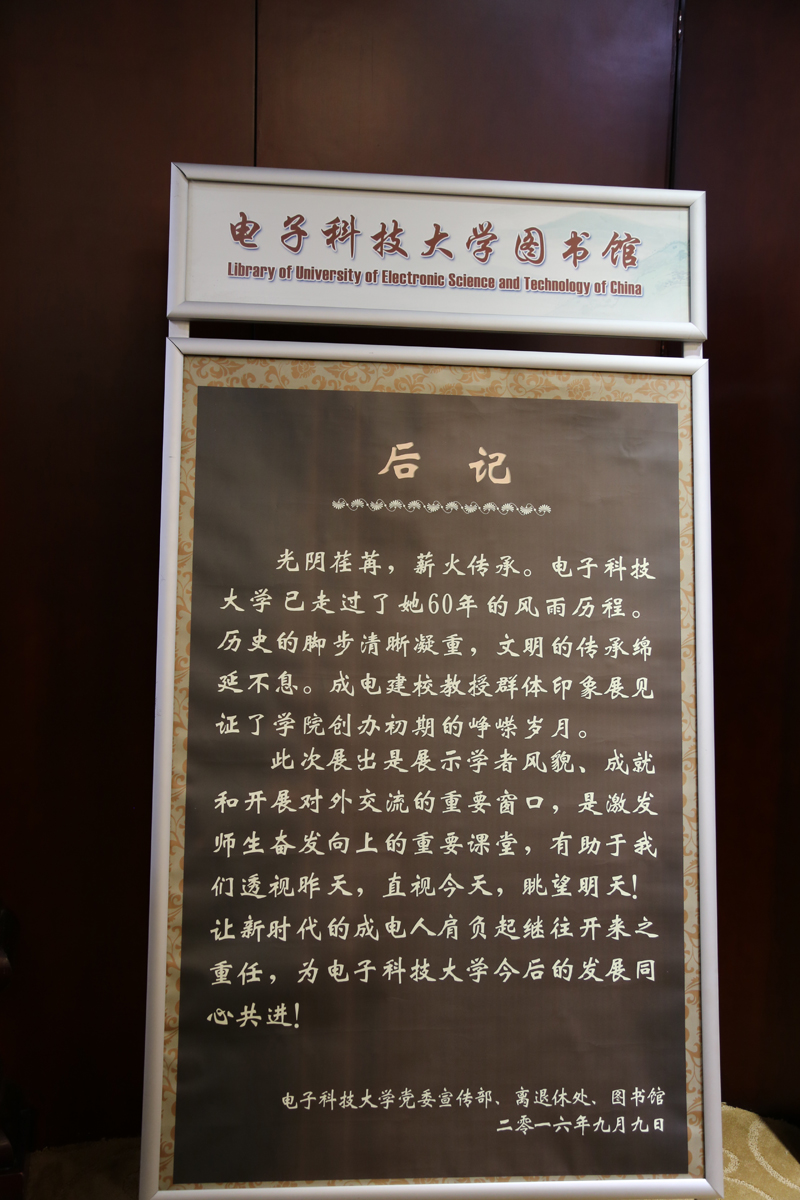 电子科技大学图书馆
Library of University of Electronic Science and Technology of China
后 记
光阴荏苒，薪火传承。电子科技
大学已走过了她60年的风雨历程。
历史的脚步清晰凝重，文明的传承绵
延不息。成电建校教授群体印象展见
证了学院创办初期的峥嵘岁月。
此次展出是展示学者风貌、成就
和开展对外交流的重要窗口，是激发
师生奋发向上的重要课堂，有助于我
们透视昨天，直视今天，眺望明天！
让新时代的成电人肩负起继往开来之
重任，为电子科技大学今后的发展同
心共进！
电子科技大学党委宣传部、离退休处、图书馆
二零一六年九月九日